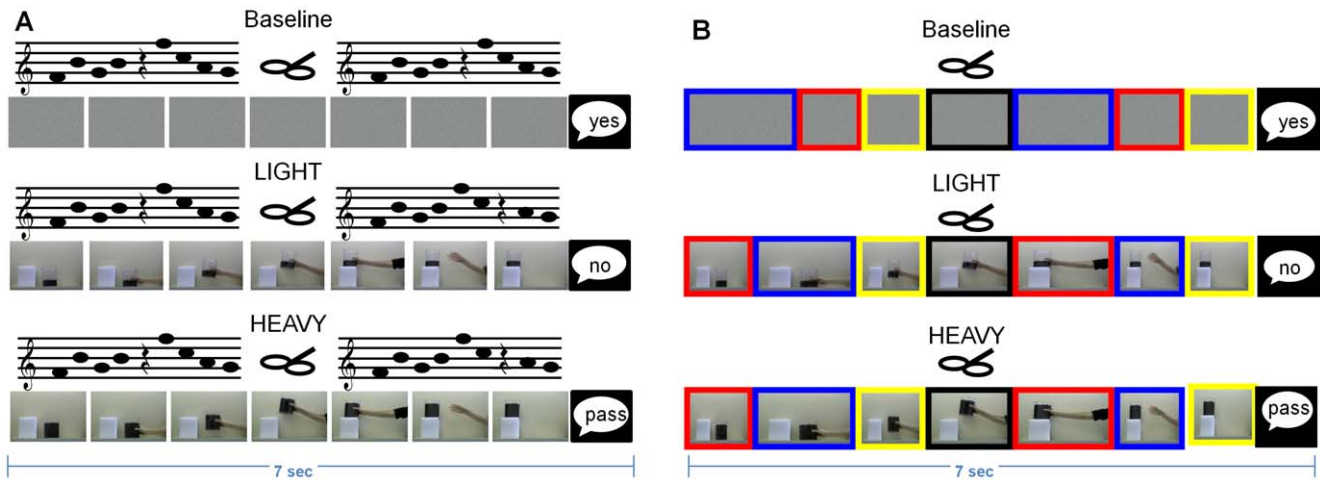 A
Baseline
yes
LIGHT
no
HEAVY
pass
7 sec
B
Baseline
yes
LIGHT
no
HEAVY
pass
7 sec